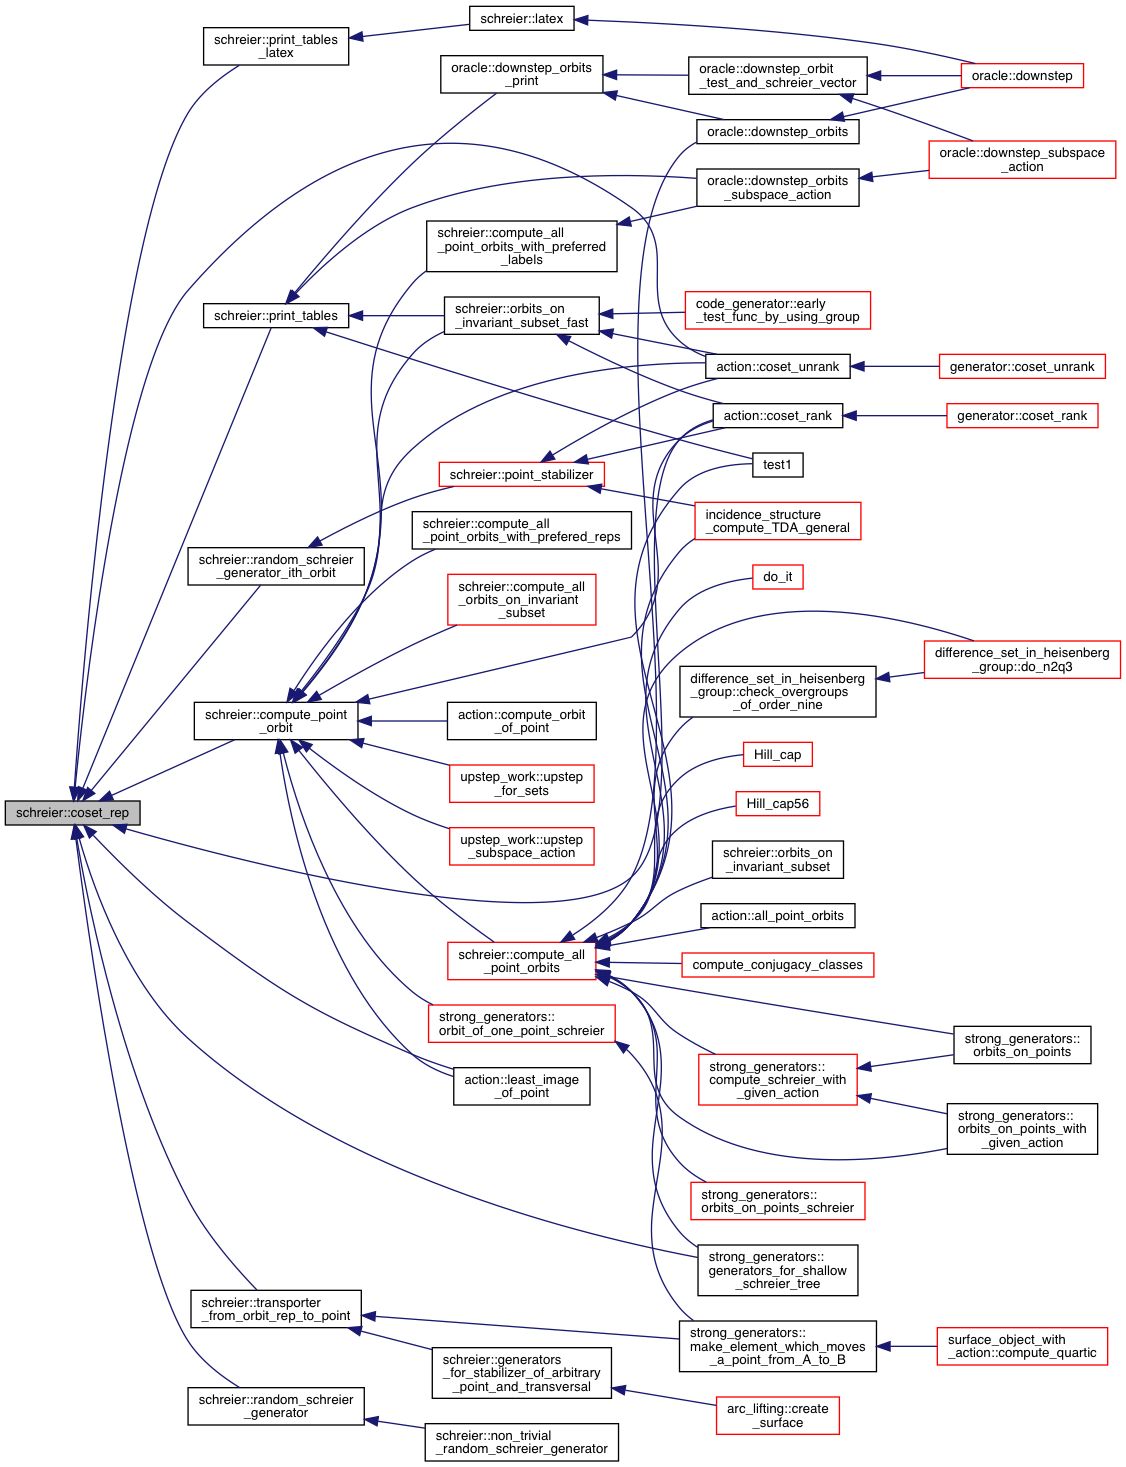 schreier::latex
schreier::print_tables
_latex
oracle::downstep_orbits
_print
oracle::downstep_orbit
_test_and_schreier_vector
oracle::downstep
oracle::downstep_orbits
oracle::downstep_subspace
_action
oracle::downstep_orbits
_subspace_action
schreier::compute_all
_point_orbits_with_preferred
_labels
schreier::print_tables
schreier::orbits_on
_invariant_subset_fast
code_generator::early
_test_func_by_using_group
action::coset_unrank
generator::coset_unrank
action::coset_rank
generator::coset_rank
test1
schreier::point_stabilizer
incidence_structure
_compute_TDA_general
schreier::compute_all
_point_orbits_with_prefered_reps
schreier::random_schreier
_generator_ith_orbit
do_it
schreier::compute_all
_orbits_on_invariant
_subset
difference_set_in_heisenberg
_group::do_n2q3
difference_set_in_heisenberg
_group::check_overgroups
_of_order_nine
schreier::compute_point
_orbit
action::compute_orbit
_of_point
Hill_cap
upstep_work::upstep
_for_sets
Hill_cap56
schreier::coset_rep
upstep_work::upstep
_subspace_action
schreier::orbits_on
_invariant_subset
action::all_point_orbits
schreier::compute_all
_point_orbits
compute_conjugacy_classes
strong_generators::
orbit_of_one_point_schreier
strong_generators::
orbits_on_points
strong_generators::
compute_schreier_with
_given_action
action::least_image
_of_point
strong_generators::
orbits_on_points_with
_given_action
strong_generators::
orbits_on_points_schreier
strong_generators::
generators_for_shallow
_schreier_tree
schreier::transporter
_from_orbit_rep_to_point
strong_generators::
make_element_which_moves
_a_point_from_A_to_B
surface_object_with
_action::compute_quartic
schreier::generators
_for_stabilizer_of_arbitrary
_point_and_transversal
schreier::random_schreier
_generator
arc_lifting::create
_surface
schreier::non_trivial
_random_schreier_generator